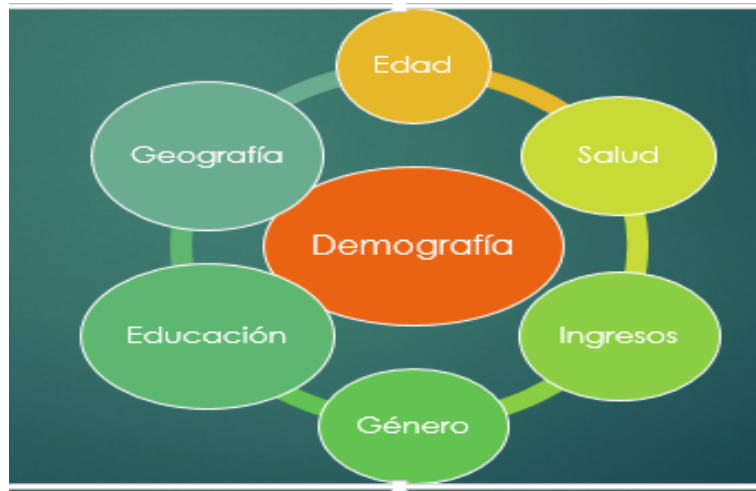 Edad
Geografía
Salud
Demografía
Educación
Ingresos
Género